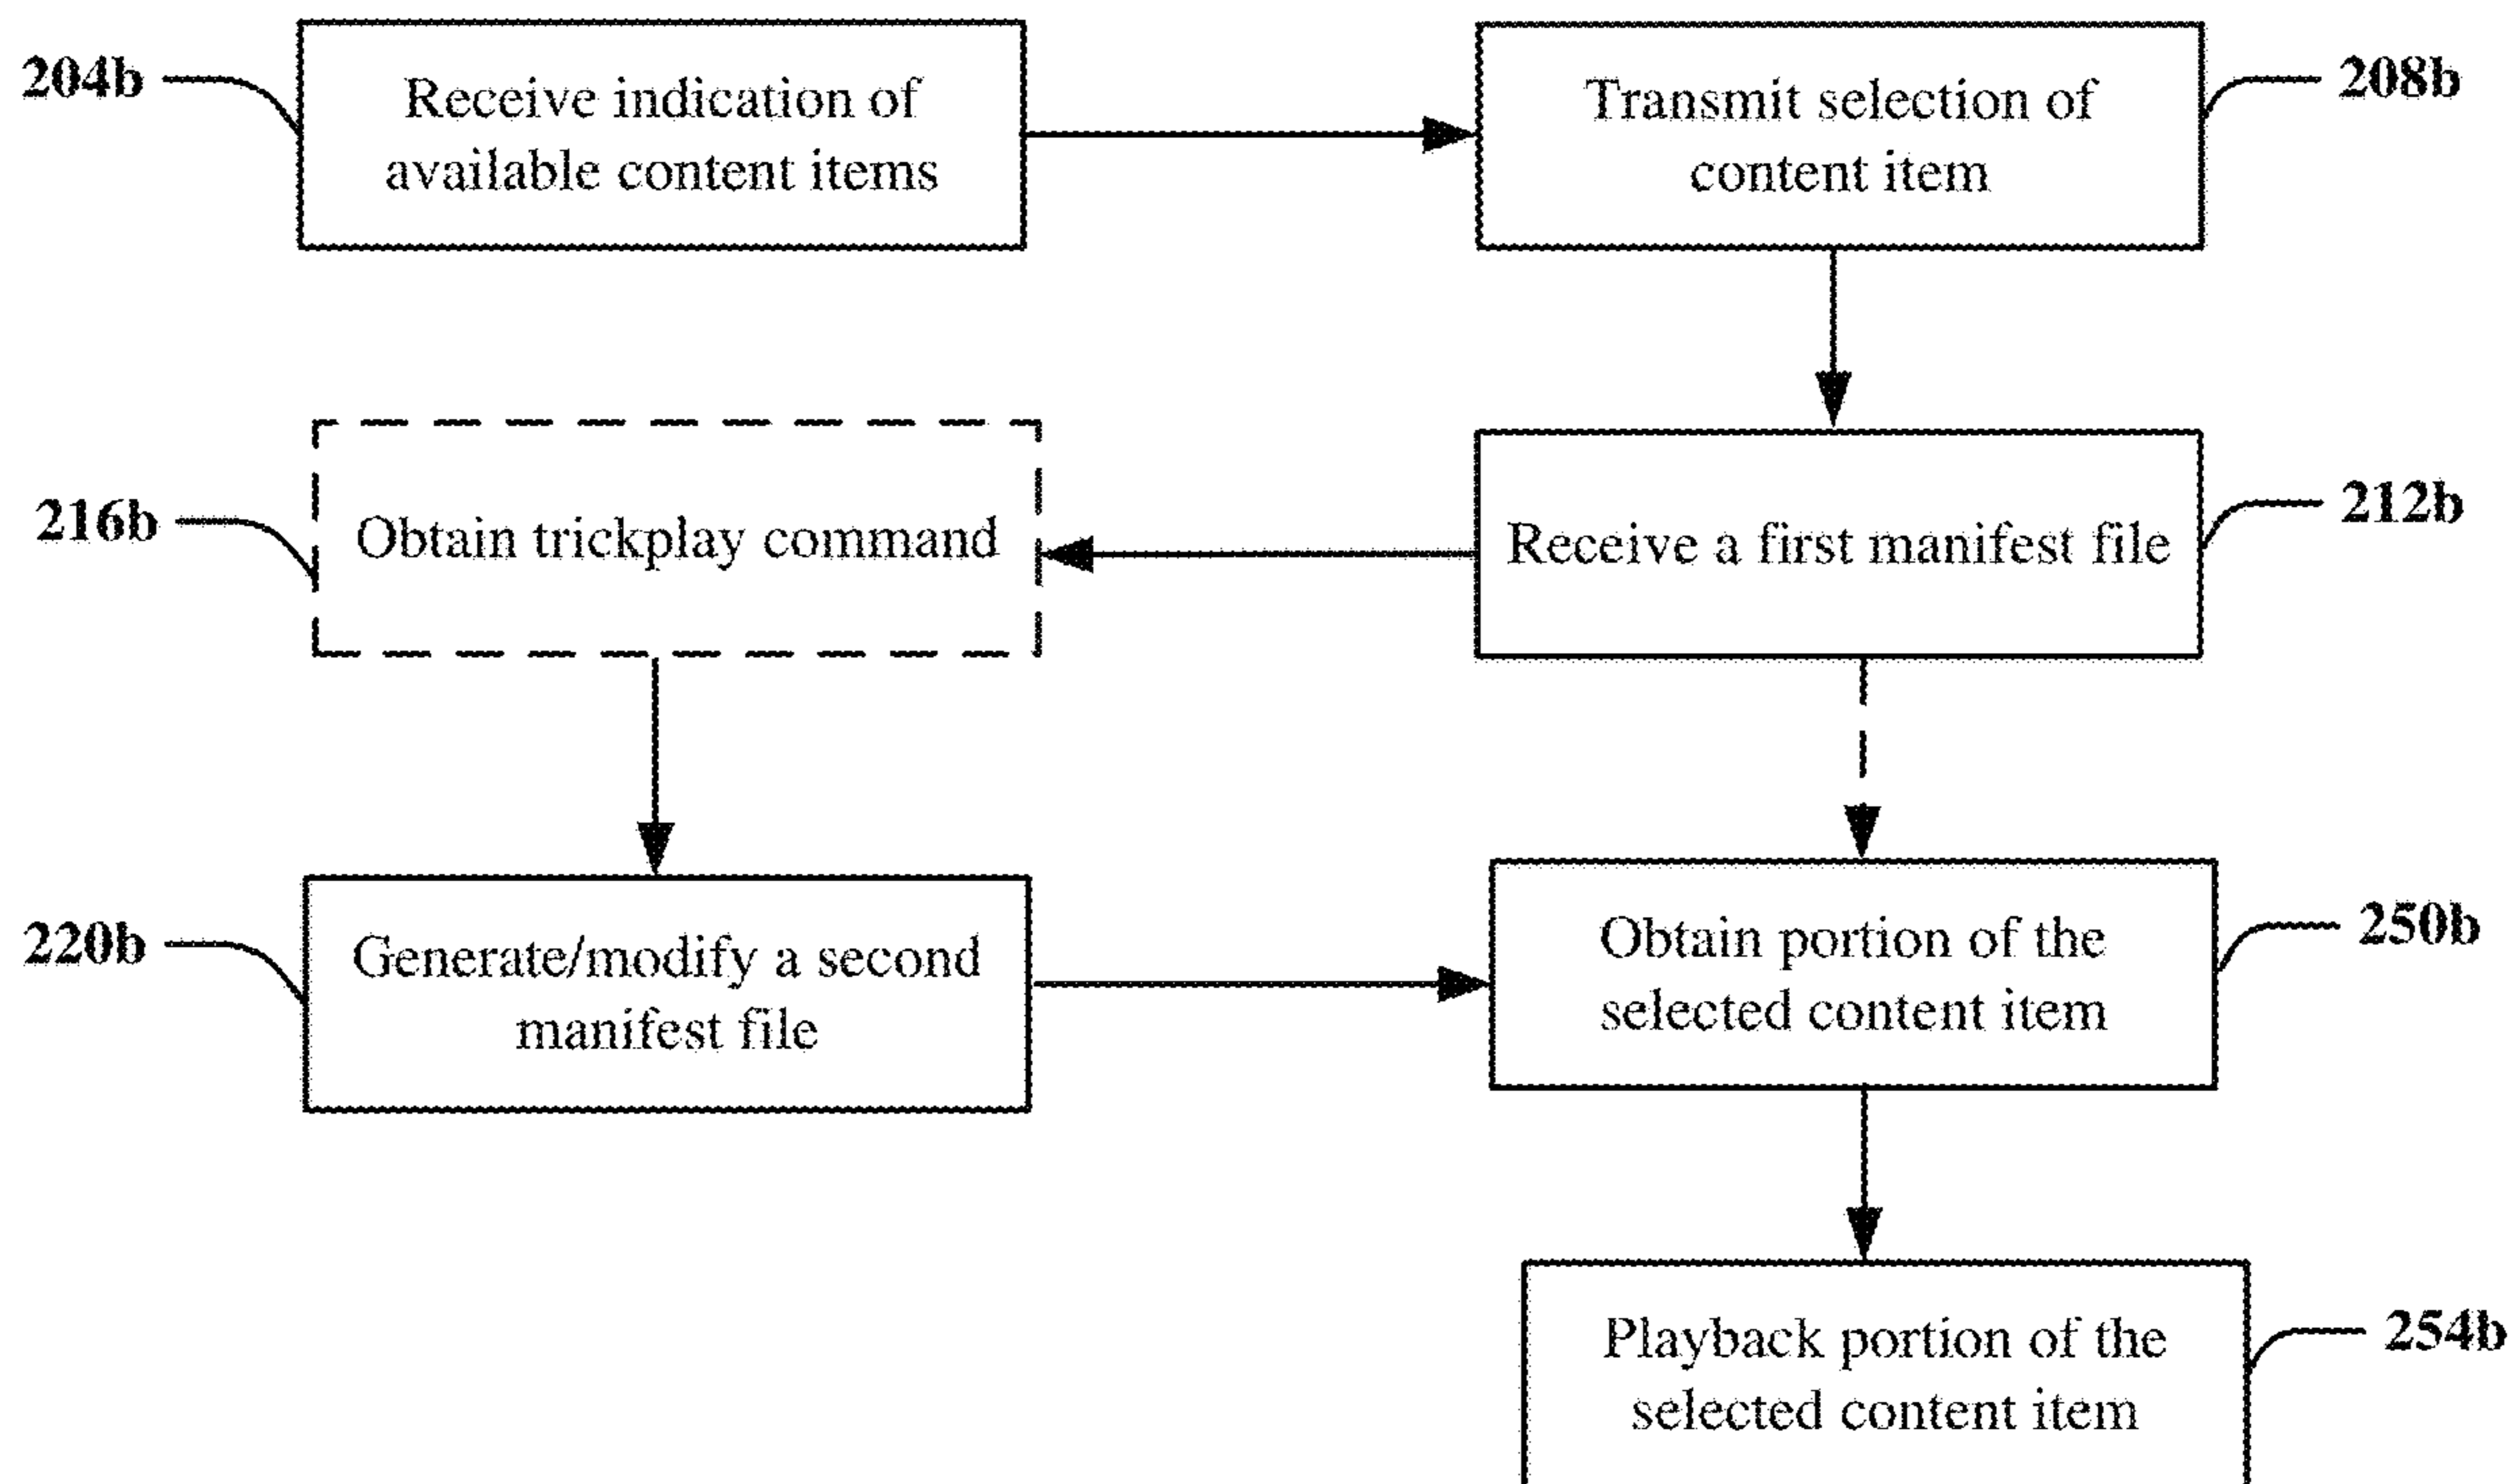 204b
Receive indication of
available content items
Transmit selection of
content item
208b
216b
Obtain trickplay command
Receive a first manifest file
212b
220b
Generate/modify a second
manifest file
Obtain portion of the
selected content item
250b
Playback portion of the
selected content item
254b